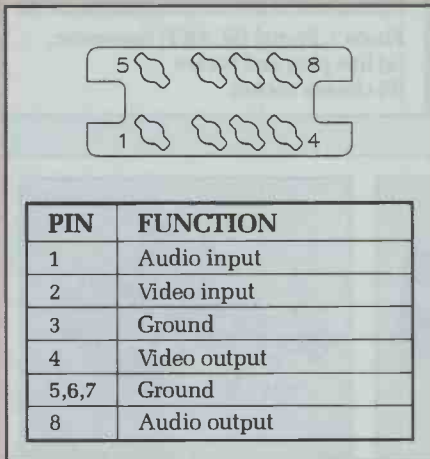 5 8
1 4
PIN FUNCTION
1 Audio input
2 Video input
3 Ground
4 Video output
5,6,7 Ground
8 Audio output